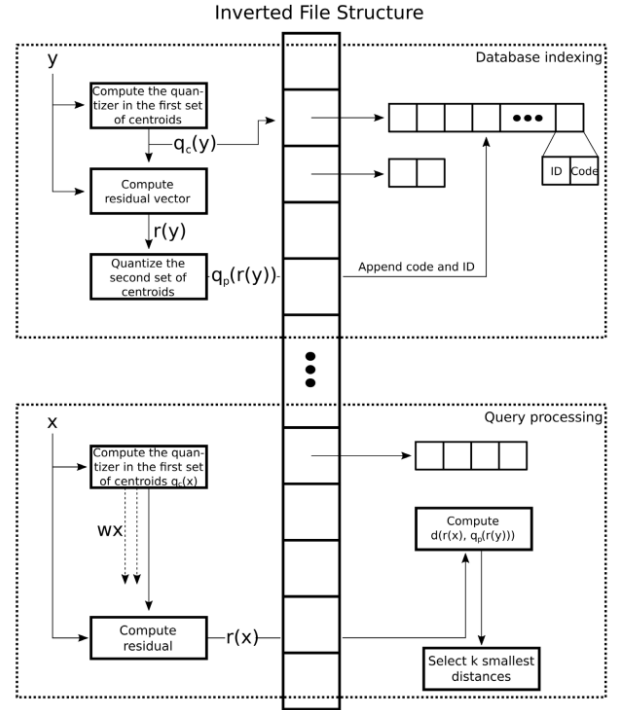 Inverted File Structure
Database indexing
y
Compute the quan-
tizer in the first set
of centroids
q_c(y)
Compute
residual vector
r(y)
Quantize the
second set of
centroids
q_p(r(y))
ID Code
Append code and ID
Query processing
x
Compute the quan-
tizer in the first set
of centroids q_c(x)
wx
Compute
residual
r(x)
Compute
d(r(x), q_p(r(y)))
Select k smallest
distances